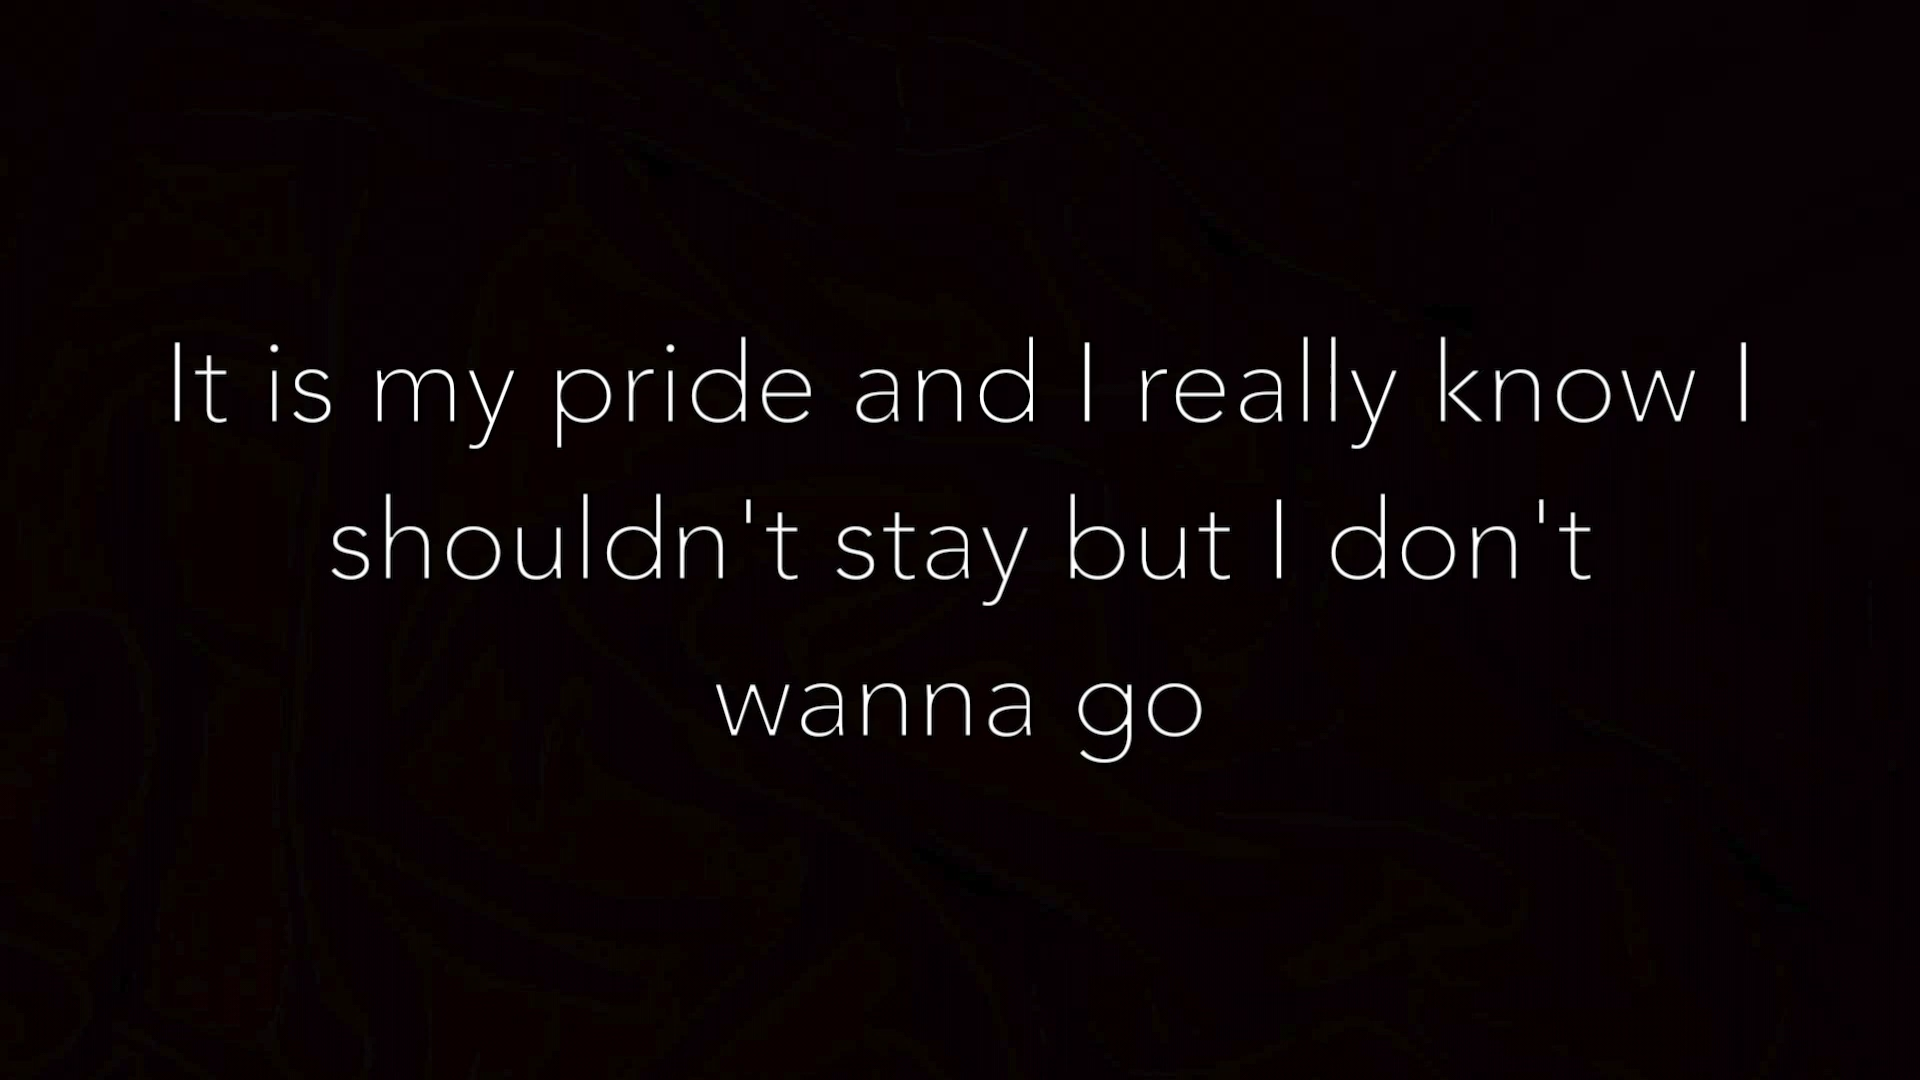 It is my pride and I really know I
shouldn't stay but I don't
wanna go